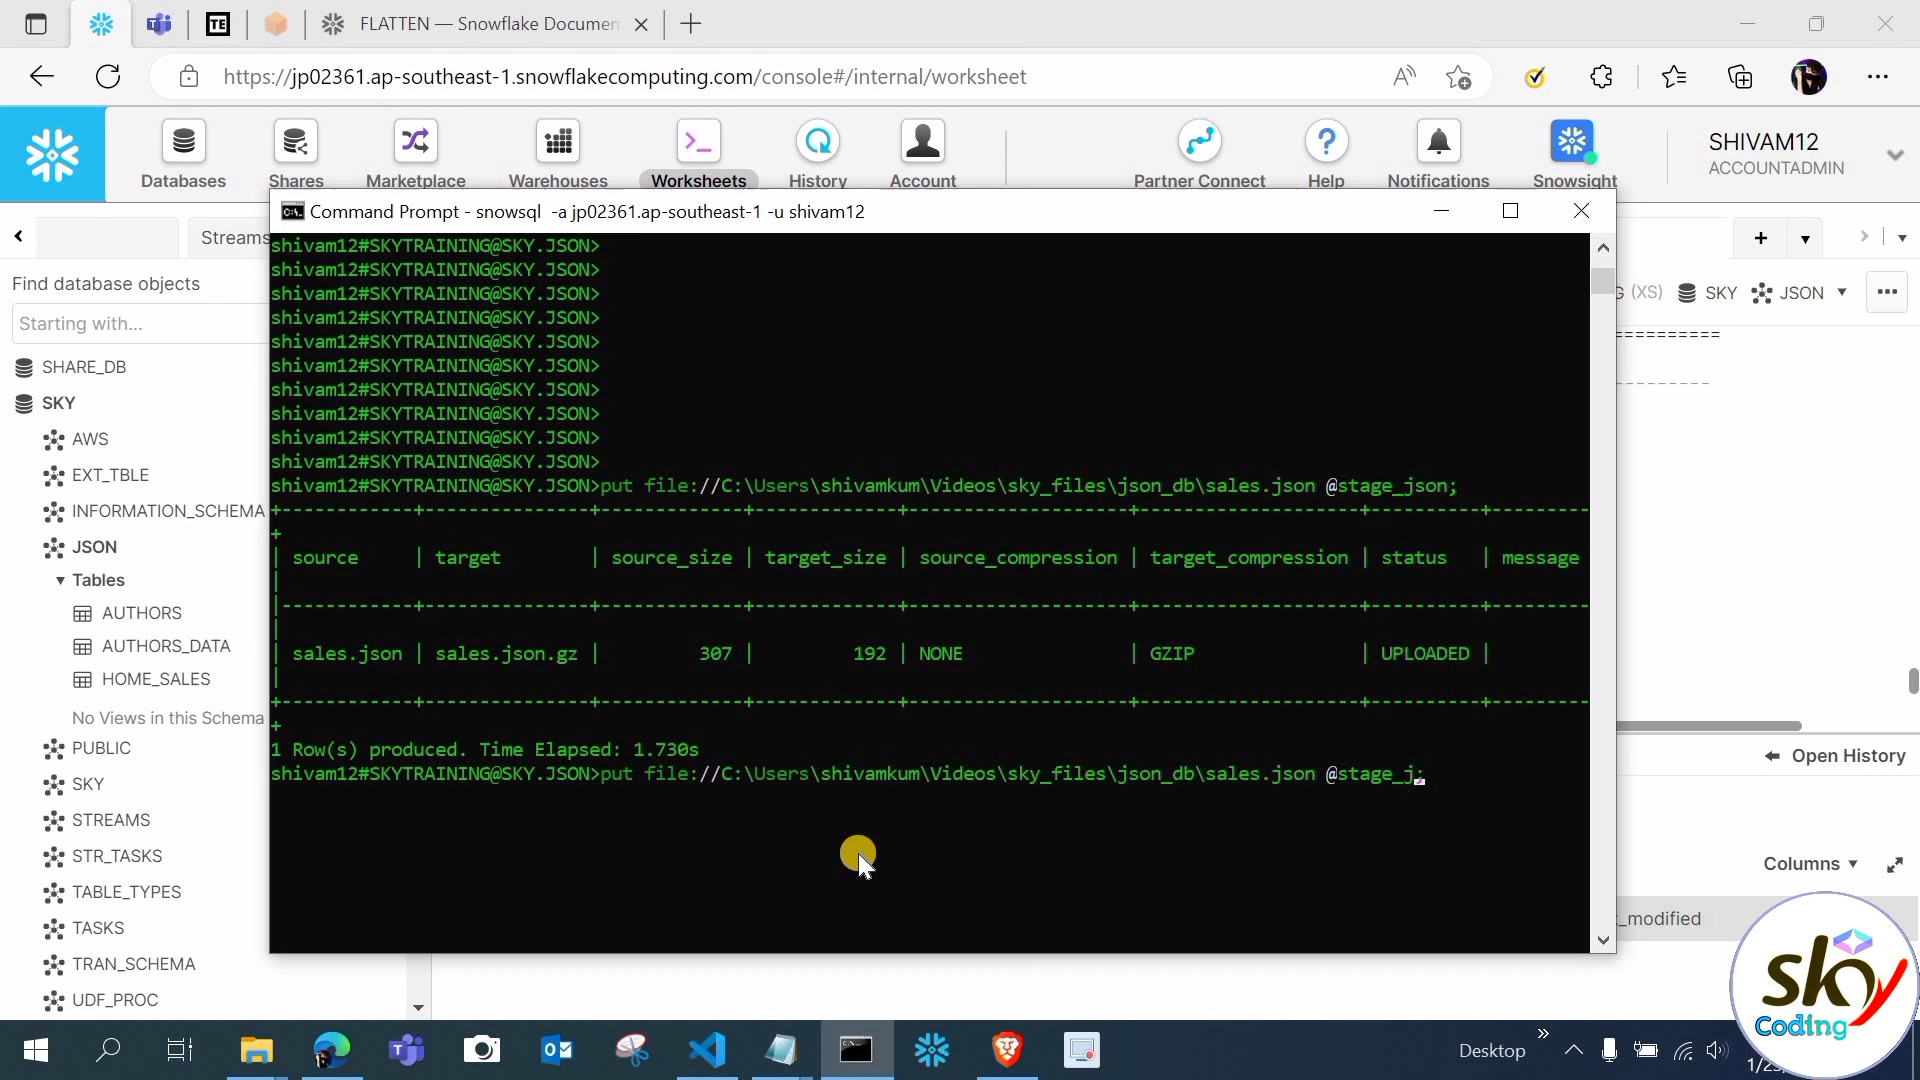 FLATTEN — Snowflake Documen
https://jp02361.ap-southeast-1.snowflakecomputing.com/console#/internal/worksheet
Databases
Shares
Marketplace
Warehouses
Worksheets
History
Account
Partner Connect
Help
Notifications
Snowsight
SHIVAM12
ACCOUNTADMIN
Command Prompt - snowsql  -a jp02361.ap-southeast-1 -u shivam12
Streams
Find database objects
Starting with...
(XS)
SKY
JSON
SHARE_DB
SKY
AWS
EXT_TBLE
INFORMATION_SCHEMA
JSON
Tables
AUTHORS
AUTHORS_DATA
HOME_SALES
No Views in this Schema
PUBLIC
SKY
STREAMS
STR_TASKS
TABLE_TYPES
TASKS
TRAN_SCHEMA
UDF_PROC
shivam12#SKYTRAINING@SKY.JSON>
shivam12#SKYTRAINING@SKY.JSON>
shivam12#SKYTRAINING@SKY.JSON>
shivam12#SKYTRAINING@SKY.JSON>
shivam12#SKYTRAINING@SKY.JSON>
shivam12#SKYTRAINING@SKY.JSON>
shivam12#SKYTRAINING@SKY.JSON>
shivam12#SKYTRAINING@SKY.JSON>
shivam12#SKYTRAINING@SKY.JSON>
shivam12#SKYTRAINING@SKY.JSON>
shivam12#SKYTRAINING@SKY.JSON>put file://C:\Users\shivamkum\Videos\sky_files\json_db\sales.json @stage_json;
| source | target | source_size | target_size | source_compression | target_compression | status | message
| sales.json | sales.json.gz | 307 | 192 | NONE | GZIP | UPLOADED |
1 Row(s) produced. Time Elapsed: 1.730s
shivam12#SKYTRAINING@SKY.JSON>put file://C:\Users\shivamkum\Videos\sky_files\json_db\sales.json @stage_j;
Open History
Columns
_modified
sky
Coding
Desktop